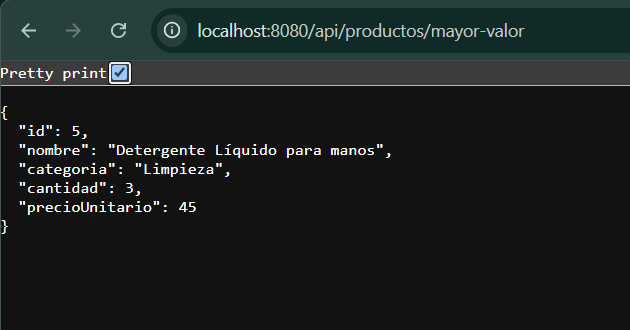 localhost:8080/api/productos/mayor-valor
Pretty print
{
  "id": 5,
  "nombre": "Detergente Líquido para manos",
  "categoria": "Limpieza",
  "cantidad": 3,
  "precioUnitario": 45
}